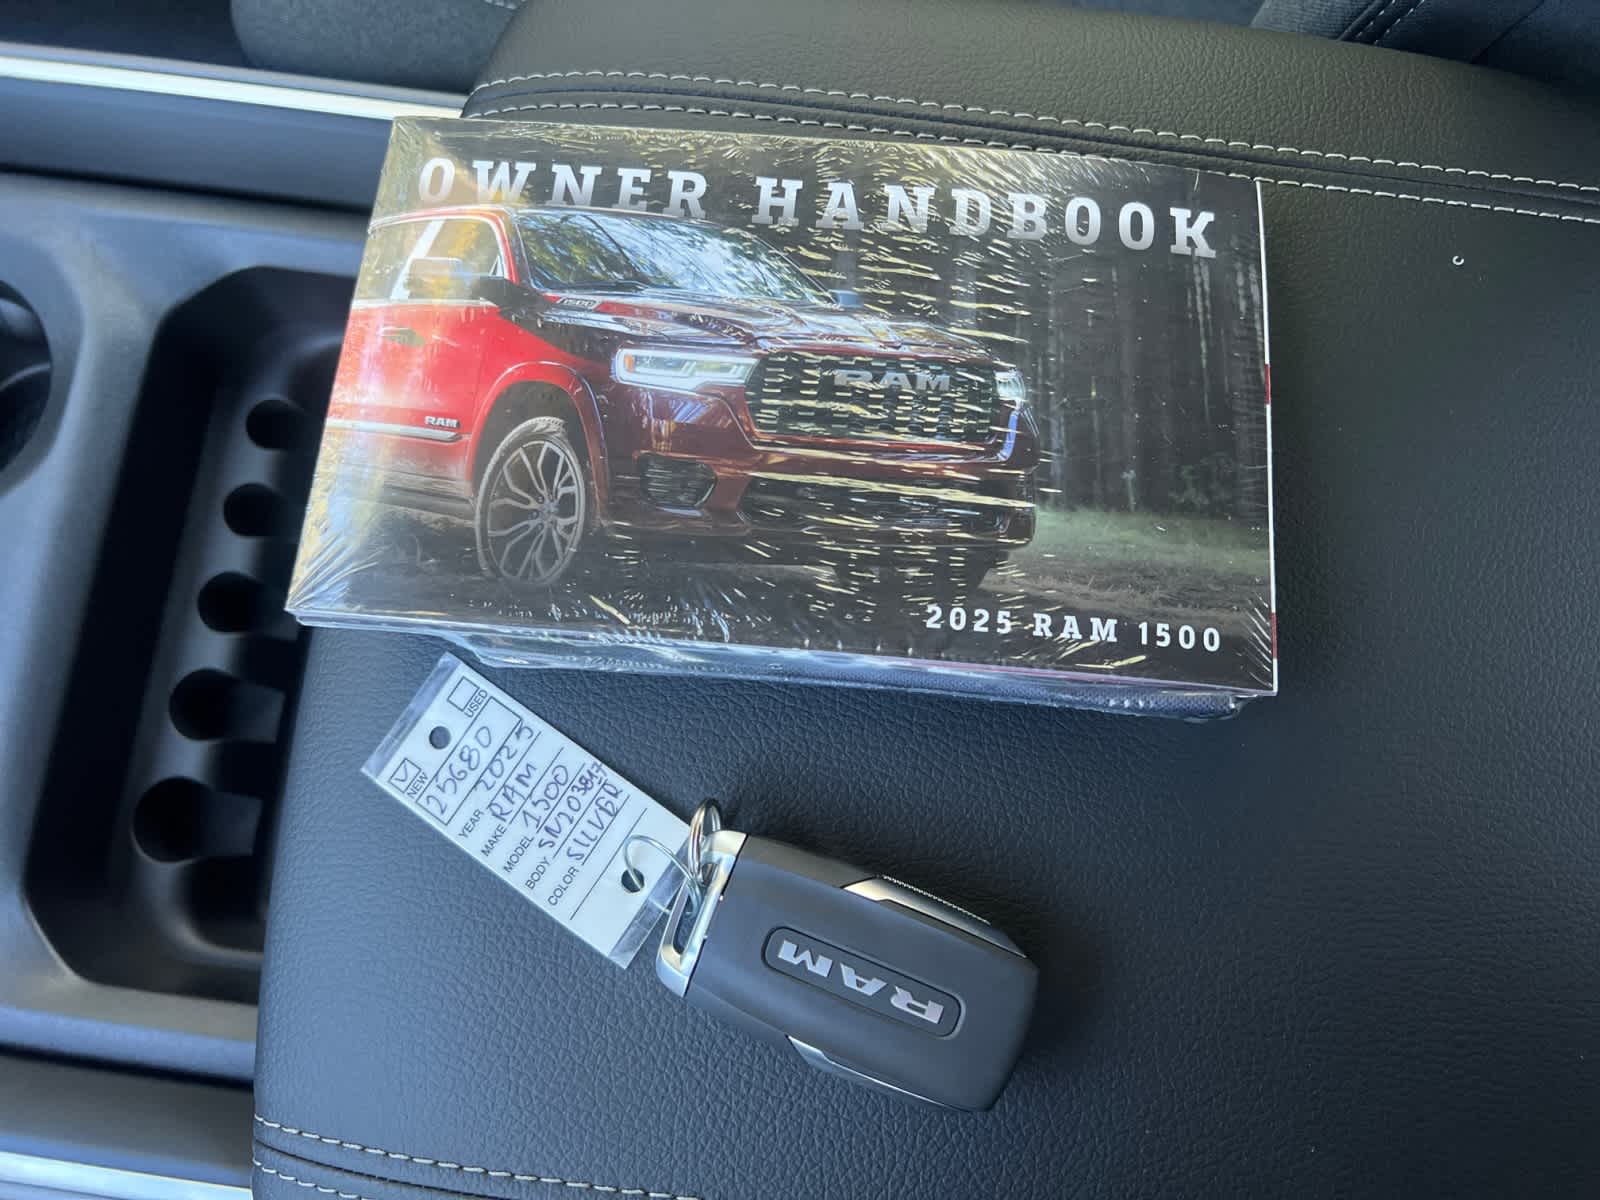 OWNER HANDBOOK
1500
RAM
RAM
2025 RAM 1500
USED
NEW
25680
YEAR 2025
MAKE RAM
MODEL 1500
BODY SN203847
COLOR SILVER
RAM